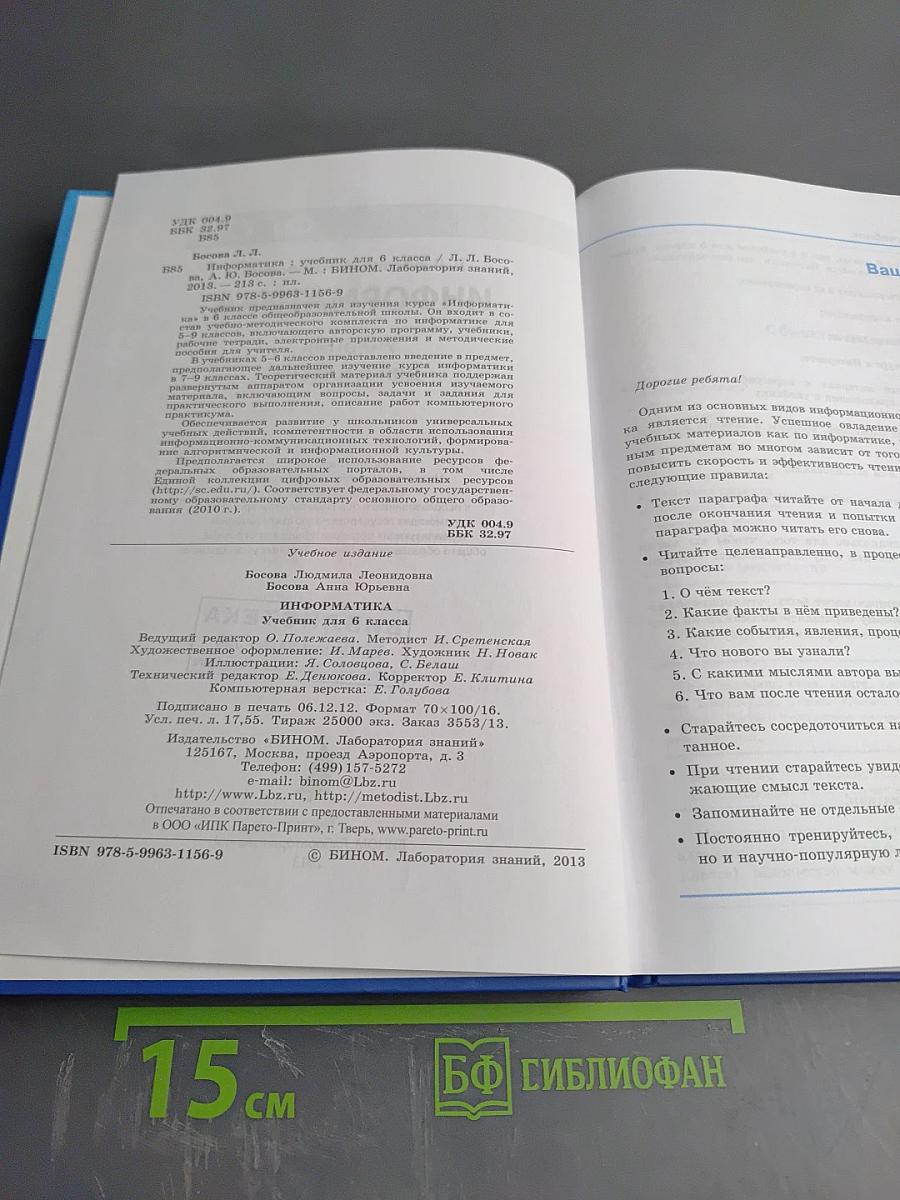 УДК 004.9
ББК 32.97
Б85
Босова Л. Л.
Б85 Информатика : учебник для 6 класса / Л. Л. Босо-
ва, А. Ю. Босова. — М. : БИНОМ. Лаборатория знаний,
2013. — 213 с. : ил.
ISBN 978-5-9963-1156-9
Учебник предназначен для изучения курса «Информати-
ка» в 6 классе общеобразовательной школы. Он входит в со-
став учебно-методического комплекта по информатике для
5–9 классов, включающего авторскую программу, учебники,
рабочие тетради, электронные приложения и методические
пособия для учителя.
В учебниках 5–6 классов представлено введение в предмет,
предполагающее дальнейшее изучение курса информатики
в 7–9 классах. Теоретический материал учебника поддержан
развернутым аппаратом организации усвоения изучаемого
материала, включающим вопросы, задачи и задания для
практического выполнения, описание работ компьютерного
практикума.
Обеспечивается развитие у школьников универсальных
учебных действий, компетентности в области использования
информационно-коммуникационных технологий, формирова-
ние алгоритмической и информационной культуры.
Предполагается широкое использование ресурсов фе-
деральных образовательных порталов, в том числе
Единой коллекции цифровых образовательных ресурсов
(http://sc.edu.ru/). Соответствует федеральному государствен-
ному образовательному стандарту основного общего образо-
вания (2010 г.).
УДК 004.9
ББК 32.97
Учебное издание
Босова Людмила Леонидовна
Босова Анна Юрьевна
ИНФОРМАТИКА
Учебник для 6 класса
Ведущий редактор О. Полежаева. Методист И. Сретенская
Художественное оформление: И. Марев. Художник Н. Новак
Иллюстрации: Я. Соловцова, С. Белаш
Технический редактор Е. Денюкова. Корректор Е. Клитина
Компьютерная верстка: Е. Голубова
Подписано в печать 06.12.12. Формат 70×100/16.
Усл. печ. л. 17,55. Тираж 25000 экз. Заказ 3553/13.
Издательство «БИНОМ. Лаборатория знаний»
125167, Москва, проезд Аэропорта, д. 3
Телефон: (499) 157-5272
e-mail: binom@Lbz.ru
http://www.Lbz.ru, http://metodist.Lbz.ru
Отпечатано в соответствии с предоставленными материалами
в ООО «ИПК Парето-Принт», г. Тверь, www.pareto-print.ru
ISBN 978-5-9963-1156-9 © БИНОМ. Лаборатория знаний, 2013
Ваш
Дорогие ребята!
Одним из основных видов информационно
ка является чтение. Успешное овладение
учебных материалов как по информатике,
ным предметам во многом зависит от того
повысить скорость и эффективность чтени
следующие правила:
• Текст параграфа читайте от начала д
после окончания чтения и попытки
параграфа можно читать его снова.
• Читайте целенаправленно, в процес
вопросы:
1. О чём текст?
2. Какие факты в нём приведены?
3. Какие события, явления, проце
4. Что нового вы узнали?
5. С какими мыслями автора вы
6. Что вам после чтения остало
• Старайтесь сосредоточиться на
танное.
• При чтении старайтесь увиде
жающие смысл текста.
• Запоминайте не отдельные
• Постоянно тренируйтесь,
но и научно-популярную л
15 см
БФ БИБЛИОФАН